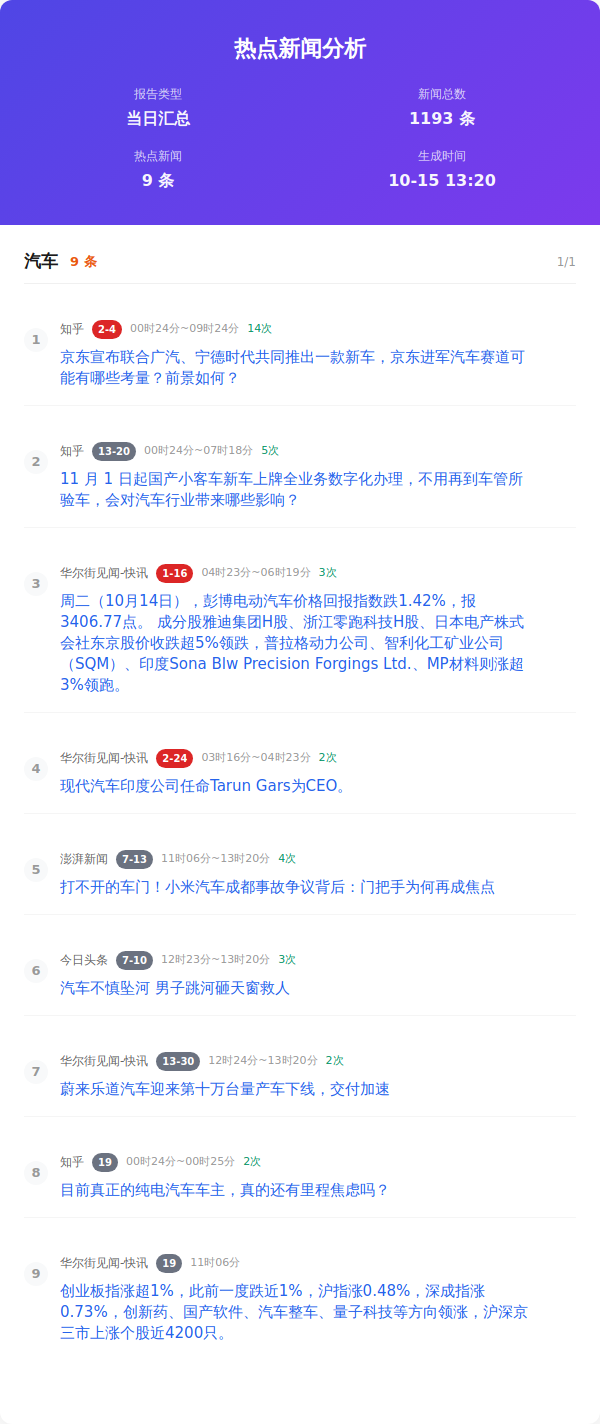 热点新闻分析
报告类型
新闻总数
当日汇总
1193 条
热点新闻
生成时间
9 条
10-15 13:20
汽车 9 条 1/1
1
知乎 2-4 00时24分~09时24分 14次
京东宣布联合广汽、宁德时代共同推出一款新车，京东进军汽车赛道可
能有哪些考量？前景如何？
2
知乎 13-20 00时24分~07时18分 5次
11 月 1 日起国产小客车新车上牌全业务数字化办理，不用再到车管所
验车，会对汽车行业带来哪些影响？
3
华尔街见闻-快讯 1-16 04时23分~06时19分 3次
周二（10月14日），彭博电动汽车价格回报指数跌1.42%，报
3406.77点。 成分股雅迪集团H股、浙江零跑科技H股、日本电产株式
会社东京股价收跌超5%领跌，普拉格动力公司、智利化工矿业公司
（SQM）、印度Sona Blw Precision Forgings Ltd.、MP材料则涨超
3%领跑。
4
华尔街见闻-快讯 2-24 03时16分~04时23分 2次
现代汽车印度公司任命Tarun Gars为CEO。
5
澎湃新闻 7-13 11时06分~13时20分 4次
打不开的车门！小米汽车成都事故争议背后：门把手为何再成焦点
6
今日头条 7-10 12时23分~13时20分 3次
汽车不慎坠河 男子跳河砸天窗救人
7
华尔街见闻-快讯 13-30 12时24分~13时20分 2次
蔚来乐道汽车迎来第十万台量产车下线，交付加速
8
知乎 19 00时24分~00时25分 2次
目前真正的纯电汽车车主，真的还有里程焦虑吗？
9
华尔街见闻-快讯 19 11时06分
创业板指涨超1%，此前一度跌近1%，沪指涨0.48%，深成指涨
0.73%，创新药、国产软件、汽车整车、量子科技等方向领涨，沪深京
三市上涨个股近4200只。